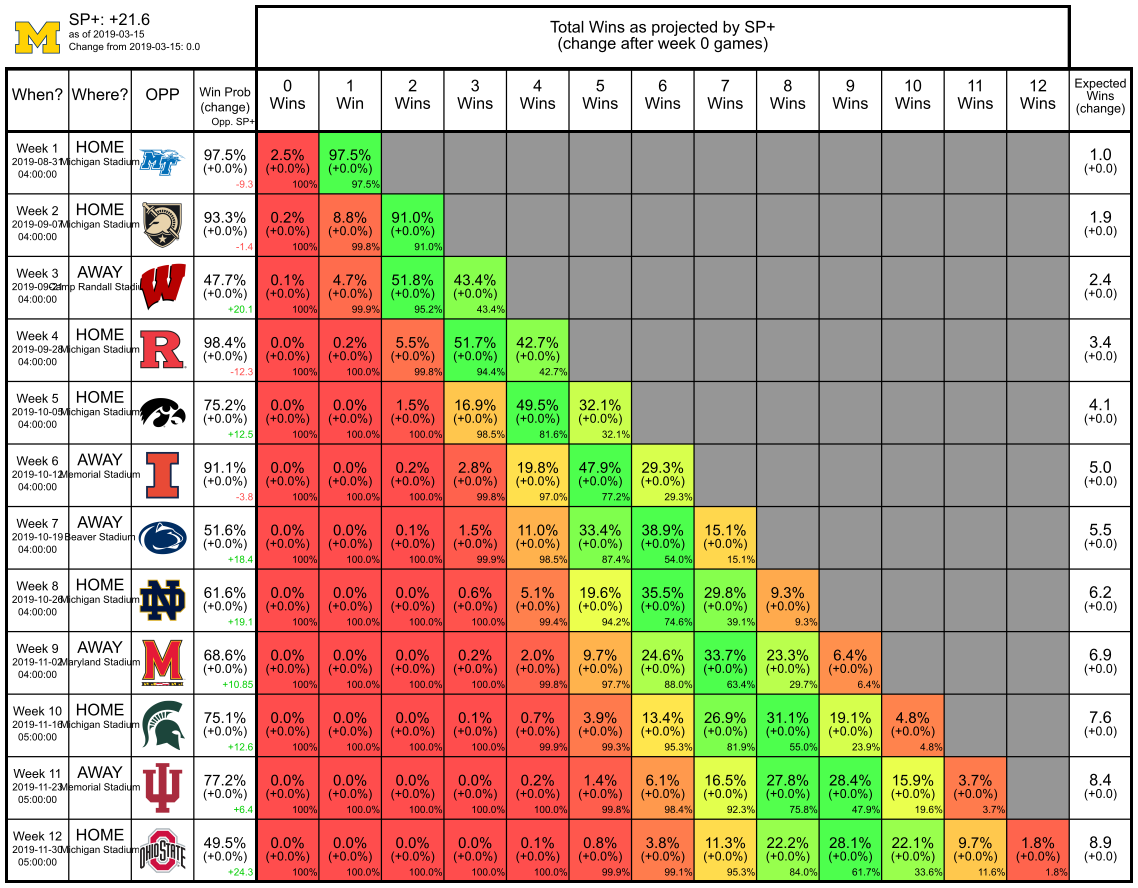 SP+: +21.6
as of 2019-03-15
Change from 2019-03-15: 0.0
Total Wins as projected by SP+
(change after week 0 games)
When? Where? OPP Win Prob (change) Opp. SP+ 0 Wins 1 Win 2 Wins 3 Wins 4 Wins 5 Wins 6 Wins 7 Wins 8 Wins 9 Wins 10 Wins 11 Wins 12 Wins Expected Wins (change)
Week 1 HOME
2019-08-31 Michigan Stadium MT 97.5% 2.5% 97.5% 1.0
04:00:00 (+0.0%) (+0.0%) (+0.0%) (+0.0)
-9.3 100% 97.5%
Week 2 HOME
2019-09-07 Michigan Stadium 93.3% 0.2% 8.8% 91.0% 1.9
04:00:00 (+0.0%) (+0.0%) (+0.0%) (+0.0%) (+0.0)
-1.4 100% 99.8% 91.0%
Week 3 AWAY
2019-09-21 Camp Randall Stadium W 47.7% 0.1% 4.7% 51.8% 43.4% 2.4
04:00:00 (+0.0%) (+0.0%) (+0.0%) (+0.0%) (+0.0%) (+0.0)
+20.1 100% 99.9% 95.2% 43.4%
Week 4 HOME
2019-09-28 Michigan Stadium R 98.4% 0.0% 0.2% 5.5% 51.7% 42.7% 3.4
04:00:00 (+0.0%) (+0.0%) (+0.0%) (+0.0%) (+0.0%) (+0.0%) (+0.0)
-12.3 100% 100.0% 99.8% 94.4% 42.7%
Week 5 HOME
2019-10-05 Michigan Stadium 75.2% 0.0% 0.0% 1.5% 16.9% 49.5% 32.1% 4.1
04:00:00 (+0.0%) (+0.0%) (+0.0%) (+0.0%) (+0.0%) (+0.0%) (+0.0%) (+0.0)
+12.5 100% 100.0% 100.0% 98.5% 81.6% 32.1%
Week 6 AWAY
2019-10-12 Memorial Stadium I 91.1% 0.0% 0.0% 0.2% 2.8% 19.8% 47.9% 29.3% 5.0
04:00:00 (+0.0%) (+0.0%) (+0.0%) (+0.0%) (+0.0%) (+0.0%) (+0.0%) (+0.0%) (+0.0)
-3.8 100% 100.0% 100.0% 99.8% 97.0% 77.2% 29.3%
Week 7 AWAY
2019-10-19 Beaver Stadium 51.6% 0.0% 0.0% 0.1% 1.5% 11.0% 33.4% 38.9% 15.1% 5.5
04:00:00 (+0.0%) (+0.0%) (+0.0%) (+0.0%) (+0.0%) (+0.0%) (+0.0%) (+0.0%) (+0.0%) (+0.0)
+18.4 100% 100.0% 100.0% 99.9% 98.5% 87.4% 54.0% 15.1%
Week 8 HOME
2019-10-26 Michigan Stadium ND 61.6% 0.0% 0.0% 0.0% 0.6% 5.1% 19.6% 35.5% 29.8% 9.3% 6.2
04:00:00 (+0.0%) (+0.0%) (+0.0%) (+0.0%) (+0.0%) (+0.0%) (+0.0%) (+0.0%) (+0.0%) (+0.0%) (+0.0)
+19.1 100% 100.0% 100.0% 100.0% 99.4% 94.2% 74.6% 39.1% 9.3%
Week 9 AWAY
2019-11-02 Maryland Stadium M 68.6% 0.0% 0.0% 0.0% 0.2% 2.0% 9.7% 24.6% 33.7% 23.3% 6.4% 6.9
04:00:00 (+0.0%) (+0.0%) (+0.0%) (+0.0%) (+0.0%) (+0.0%) (+0.0%) (+0.0%) (+0.0%) (+0.0%) (+0.0%) (+0.0)
+10.85 100% 100.0% 100.0% 100.0% 99.8% 97.7% 88.0% 63.4% 29.7% 6.4%
Week 10 HOME
2019-11-16 Michigan Stadium 75.1% 0.0% 0.0% 0.0% 0.1% 0.7% 3.9% 13.4% 26.9% 31.1% 19.1% 4.8% 7.6
05:00:00 (+0.0%) (+0.0%) (+0.0%) (+0.0%) (+0.0%) (+0.0%) (+0.0%) (+0.0%) (+0.0%) (+0.0%) (+0.0%) (+0.0%) (+0.0)
+12.6 100% 100.0% 100.0% 100.0% 99.9% 99.3% 95.3% 81.9% 55.0% 23.9% 4.8%
Week 11 AWAY
2019-11-23 Memorial Stadium 77.2% 0.0% 0.0% 0.0% 0.0% 0.2% 1.4% 6.1% 16.5% 27.8% 28.4% 15.9% 3.7% 8.4
05:00:00 (+0.0%) (+0.0%) (+0.0%) (+0.0%) (+0.0%) (+0.0%) (+0.0%) (+0.0%) (+0.0%) (+0.0%) (+0.0%) (+0.0%) (+0.0%) (+0.0)
+6.4 100% 100.0% 100.0% 100.0% 100.0% 99.8% 98.4% 92.3% 75.8% 47.9% 19.6% 3.7%
Week 12 HOME
2019-11-30 Michigan Stadium OHIO STATE 49.5% 0.0% 0.0% 0.0% 0.0% 0.1% 0.8% 3.8% 11.3% 22.2% 28.1% 22.1% 9.7% 1.8% 8.9
05:00:00 (+0.0%) (+0.0%) (+0.0%) (+0.0%) (+0.0%) (+0.0%) (+0.0%) (+0.0%) (+0.0%) (+0.0%) (+0.0%) (+0.0%) (+0.0%) (+0.0%) (+0.0)
+24.3 100% 100.0% 100.0% 100.0% 100.0% 99.9% 99.1% 95.3% 84.0% 61.7% 33.6% 11.6% 1.8%